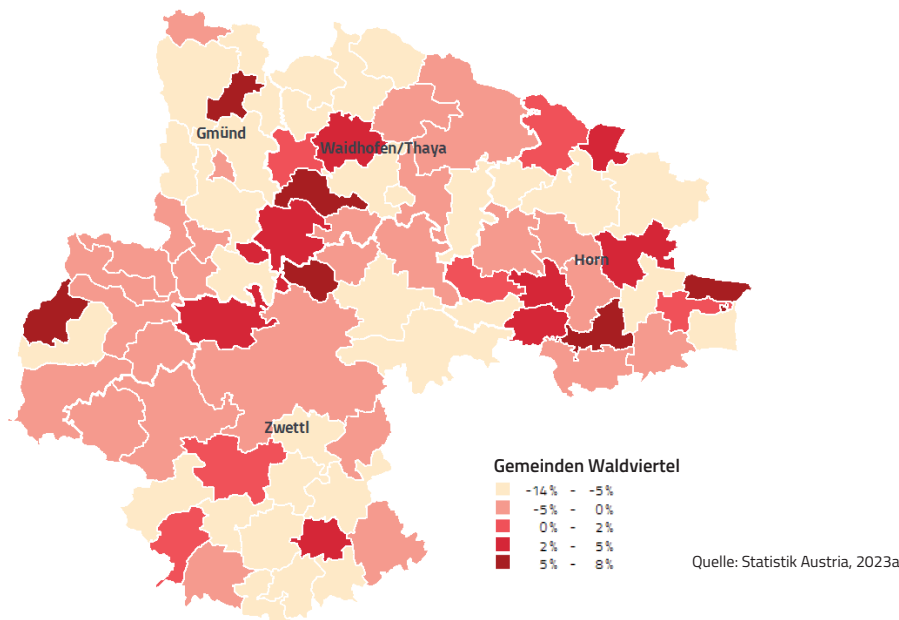 Gmünd
Waidhofen/Thaya
Horn
Zwettl
Gemeinden Waldviertel
-14% - -5%
-5% - 0%
0% - 2%
2% - 5%
5% - 8%
Quelle: Statistik Austria, 2023a